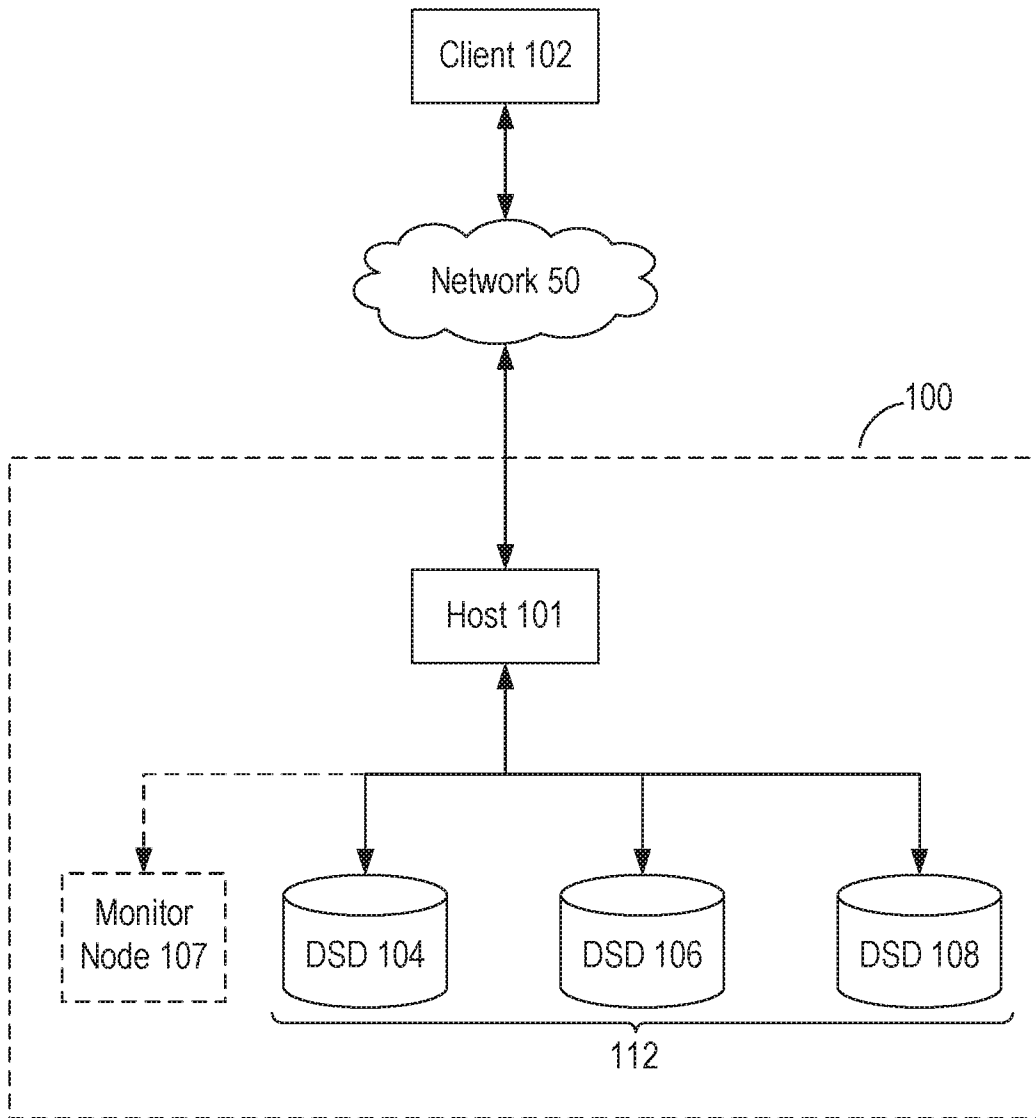 Client 102
Network 50
100
Host 101
Monitor
Node 107
DSD 104
DSD 106
DSD 108
112